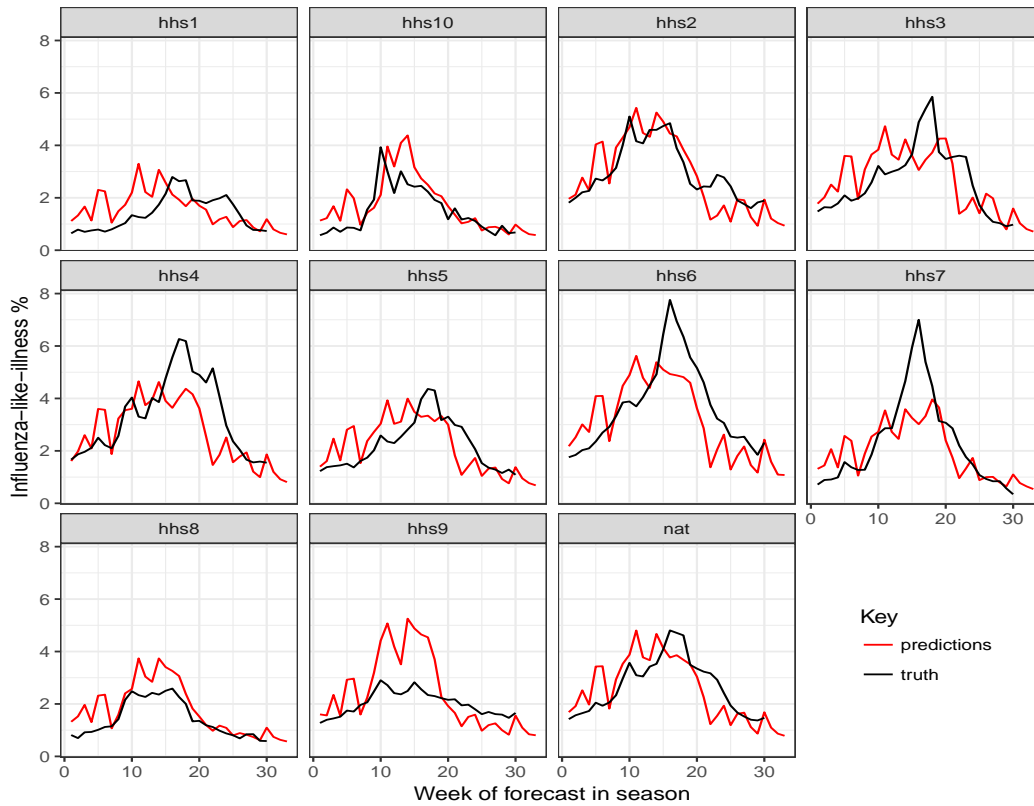 hhs1 hhs10 hhs2 hhs3
8
6
4
2
0
hhs4 hhs5 hhs6 hhs7
8
6
4
2
0
0 10 20 30
hhs8 hhs9 nat
8
6
4
2
0
0 10 20 30 0 10 20 30 0 10 20 30
Influenza−like−illness %
Week of forecast in season
Key
predictions
truth